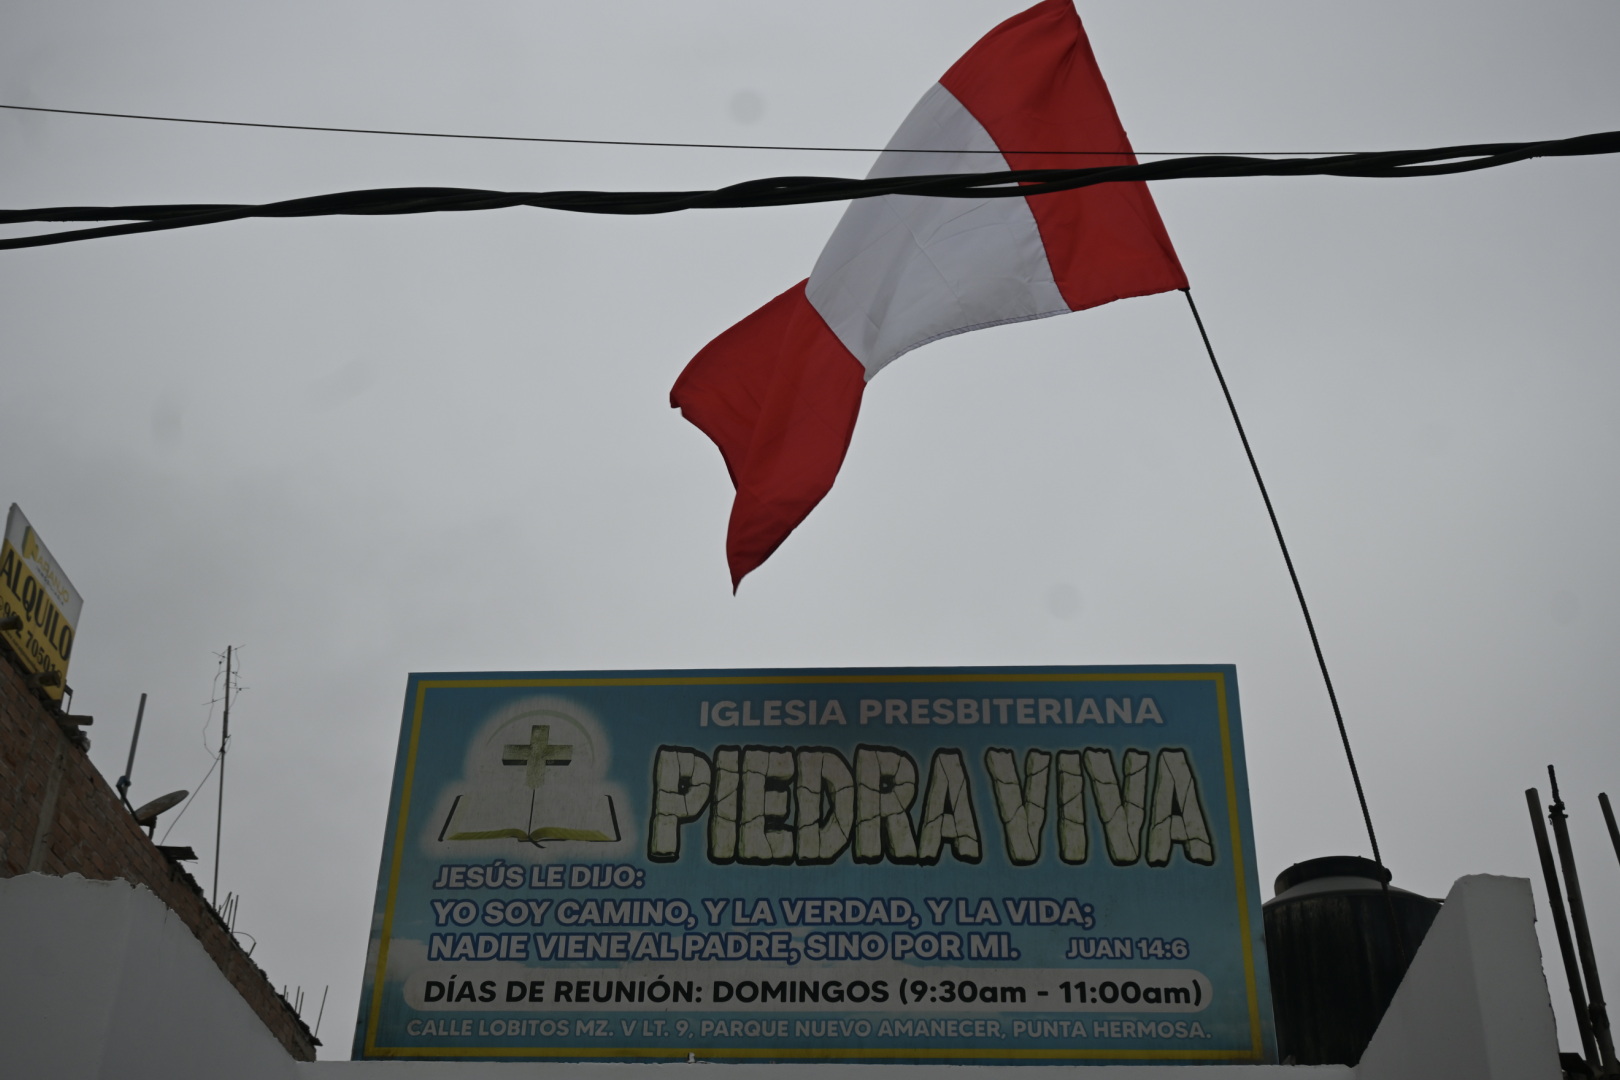 ALQUILO
IGLESIA PRESBITERIANA
PIEDRA VIVA
JESÚS LE DIJO:
YO SOY CAMINO, Y LA VERDAD, Y LA VIDA;
NADIE VIENE AL PADRE, SINO POR MI. JUAN 14:6
DÍAS DE REUNIÓN: DOMINGOS (9:30am - 11:00am)
CALLE LOBITOS MZ. V LT. 9, PARQUE NUEVO AMANECER, PUNTA HERMOSA.